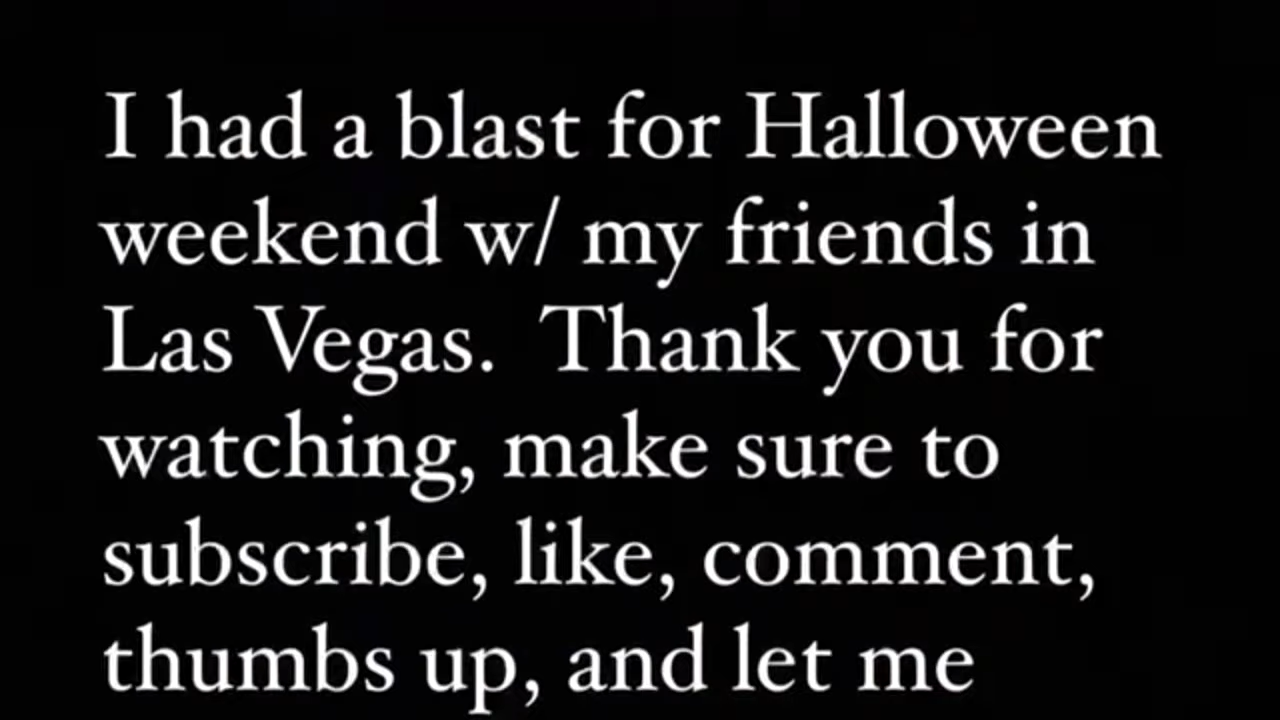 I had a blast for Halloween
weekend w/ my friends in
Las Vegas.  Thank you for
watching, make sure to
subscribe, like, comment,
thumbs up, and let me